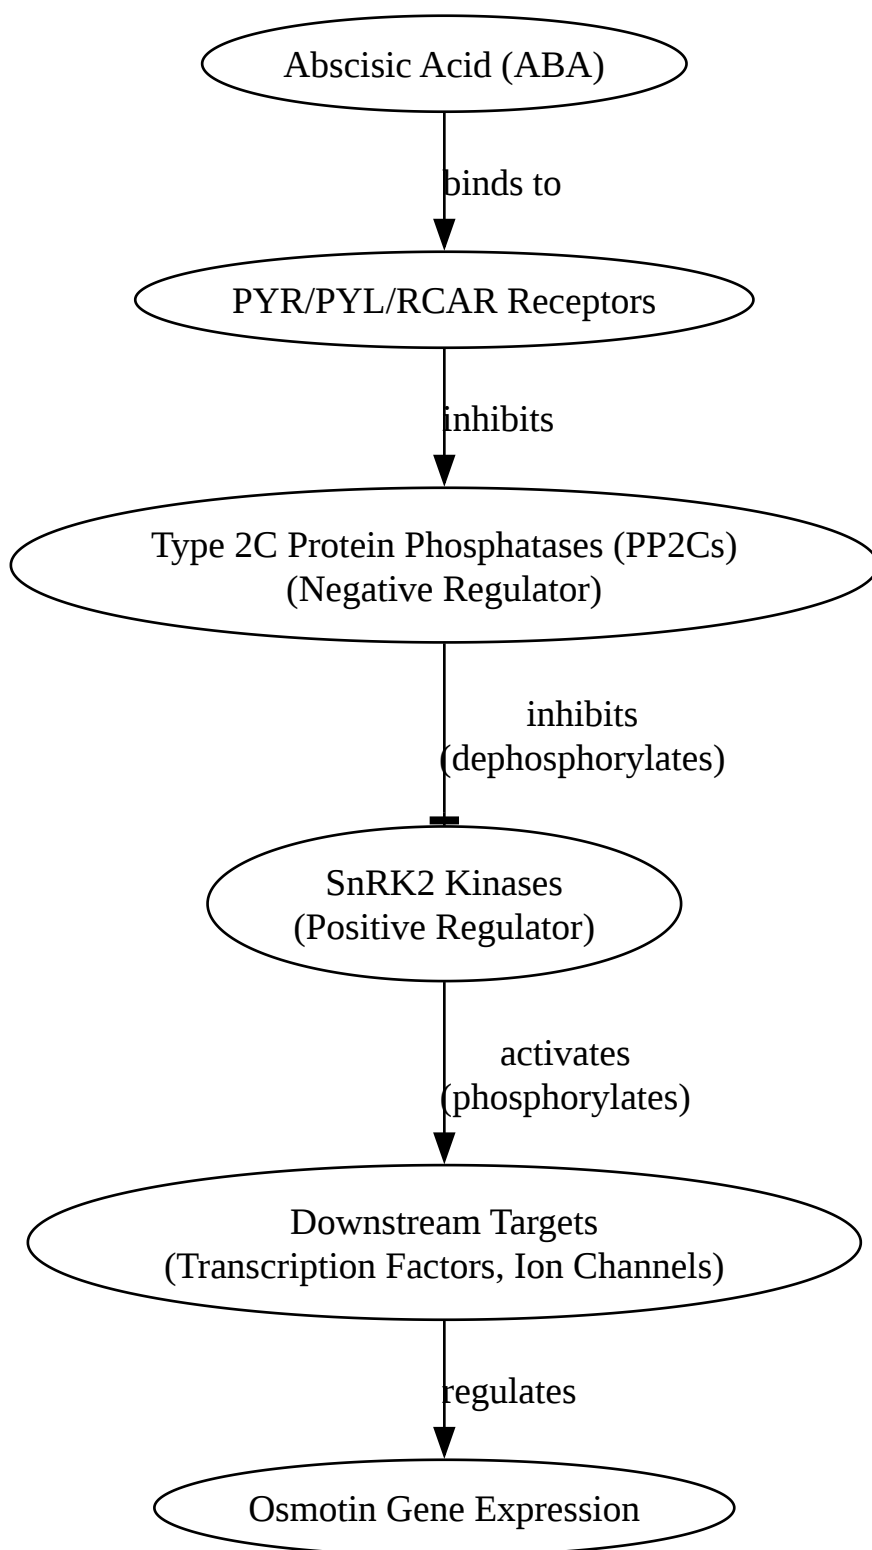 Abscisic Acid (ABA)
binds to
PYR/PYL/RCAR Receptors
inhibits
Type 2C Protein Phosphatases (PP2Cs)
(Negative Regulator)
inhibits
(dephosphorylates)
SnRK2 Kinases
(Positive Regulator)
activates
(phosphorylates)
Downstream Targets
(Transcription Factors, Ion Channels)
regulates
Osmotin Gene Expression